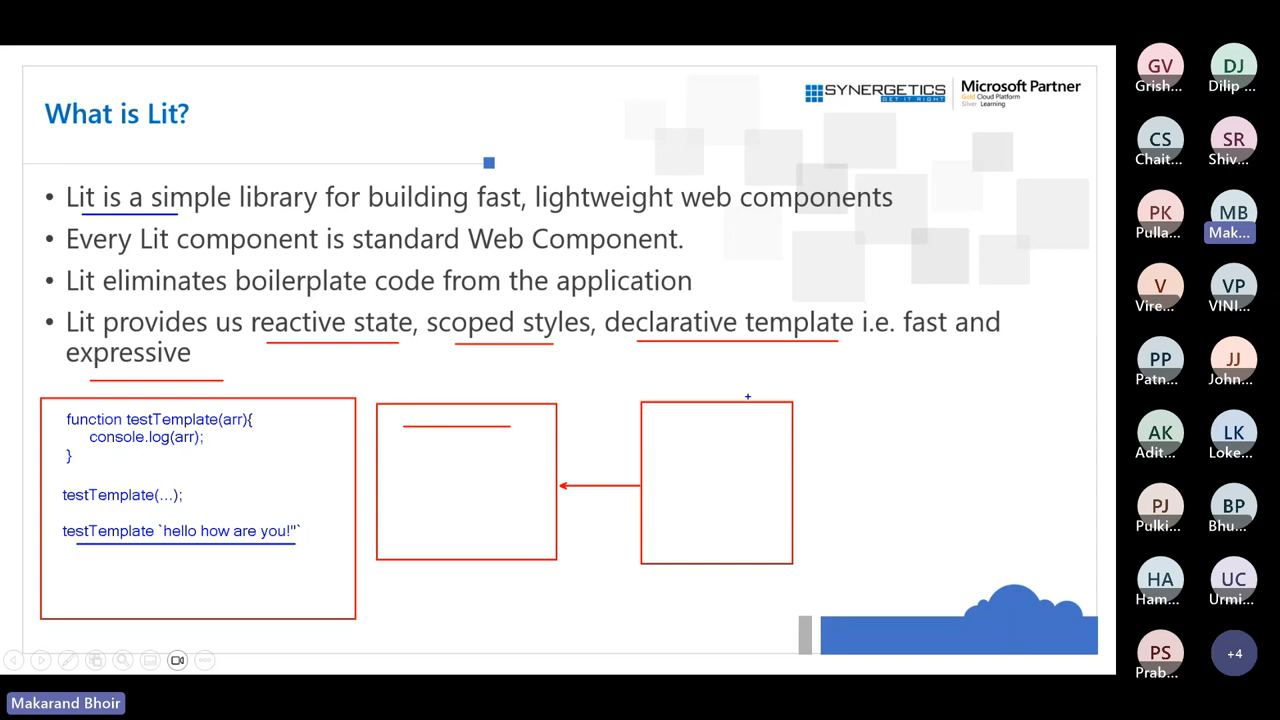 SYNERGETICS
GET IT RIGHT
Microsoft Partner
Gold Cloud Platform
Silver Learning
What is Lit?
• Lit is a simple library for building fast, lightweight web components
• Every Lit component is standard Web Component.
• Lit eliminates boilerplate code from the application
• Lit provides us reactive state, scoped styles, declarative template i.e. fast and
expressive
function testTemplate(arr){
console.log(arr);
}
testTemplate(...);
testTemplate `hello how are you!"`
Makarand Bhoir
GV
Grish...
DJ
Dilip ...
CS
Chait...
SR
Shiv...
PK
Pulla...
MB
Mak...
V
Vire...
VP
VINI...
PP
Patn...
JJ
John...
AK
Adit...
LK
Loke...
PJ
Pulki...
BP
Bhu...
HA
Ham...
UC
Urmi...
PS
Prab...
+4